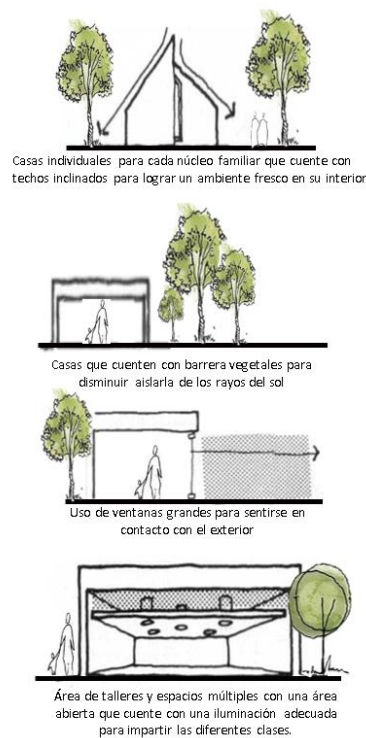 Casas individuales para cada núcleo familiar que cuente con
techos inclinados para lograr un ambiente fresco en su interior
Casas que cuenten con barrera vegetales para
disminuir aislarla de los rayos del sol
Uso de ventanas grandes para sentirse en
contacto con el exterior
Área de talleres y espacios múltiples con una área
abierta que cuente con una iluminación adecuada
para impartir las diferentes clases.